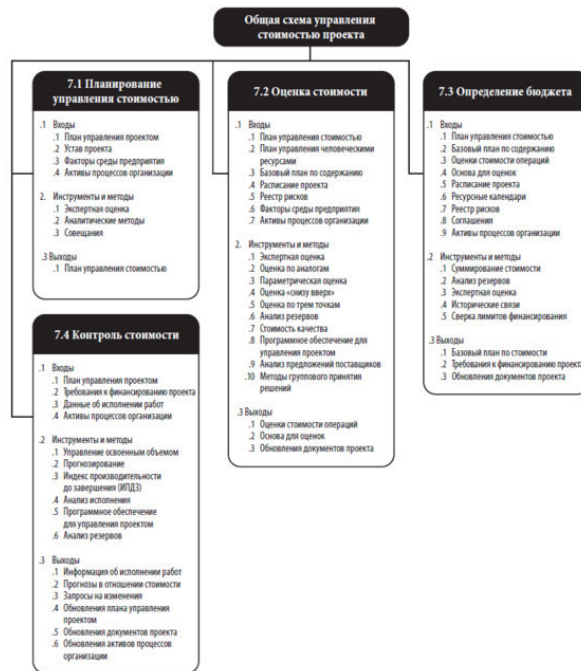 Общая схема управления
стоимостью проекта
7.1 Планирование
управления стоимостью
.1 Входы
.1 План управления проектом
.2 Устав проекта
.3 Факторы среды предприятия
.4 Активы процессов организации
2. Инструменты и методы
.1 Экспертная оценка
.2 Аналитические методы
.3 Совещания
.3 Выходы
.1 План управления стоимостью
7.2 Оценка стоимости
.1 Входы
.1 План управления стоимостью
.2 План управления человеческими
ресурсами
.3 Базовый план по содержанию
.4 Расписание проекта
.5 Реестр рисков
.6 Факторы среды предприятия
.7 Активы процессов организации
2. Инструменты и методы
.1 Экспертная оценка
.2 Оценка по аналогам
.3 Параметрическая оценка
.4 Оценка «снизу вверх»
.5 Оценка по трем точкам
.6 Анализ резервов
.7 Стоимость качества
.8 Программное обеспечение для
управления проектом
.9 Анализ предложений поставщиков
.10 Методы группового принятия
решений
.3 Выходы
.1 Оценки стоимости операций
.2 Основа для оценок
.3 Обновления документов проекта
7.3 Определение бюджета
.1 Входы
.1 План управления стоимостью
.2 Базовый план по содержанию
.3 Оценки стоимости операций
.4 Основа для оценок
.5 Расписание проекта
.6 Ресурсные календари
.7 Реестр рисков
.8 Соглашения
.9 Активы процессов организации
.2 Инструменты и методы
.1 Суммирование стоимости
.2 Анализ резервов
.3 Экспертная оценка
.4 Исторические связи
.5 Сверка лимитов финансирования
.3 Выходы
.1 Базовый план по стоимости
.2 Требования к финансированию проекта
.3 Обновления документов проекта
7.4 Контроль стоимости
.1 Входы
.1 План управления проектом
.2 Требования к финансированию проекта
.3 Данные об исполнении работ
.4 Активы процессов организации
.2 Инструменты и методы
.1 Управление освоенным объемом
.2 Прогнозирование
.3 Индекс производительности
до завершения (ИПДЗ)
.4 Анализ исполнения
.5 Программное обеспечение
для управления проектом
.6 Анализ резервов
.3 Выходы
.1 Информация об исполнении работ
.2 Прогнозы в отношении стоимости
.3 Запросы на изменения
.4 Обновления плана управления
проектом
.5 Обновления документов проекта
.6 Обновления активов процессов
организации